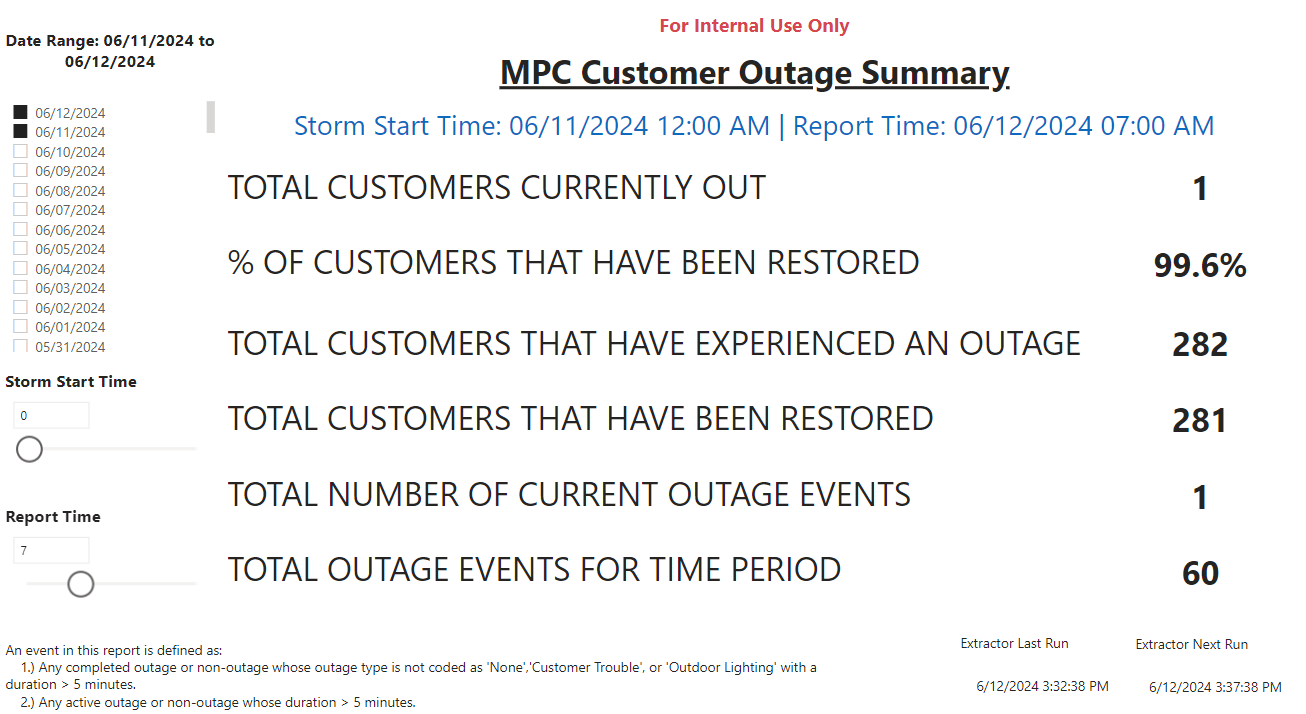 For Internal Use Only
Date Range: 06/11/2024 to
06/12/2024
MPC Customer Outage Summary
Storm Start Time: 06/11/2024 12:00 AM | Report Time: 06/12/2024 07:00 AM
06/12/2024
06/11/2024
06/10/2024
06/09/2024
06/08/2024
06/07/2024
06/06/2024
06/05/2024
06/04/2024
06/03/2024
06/02/2024
06/01/2024
05/31/2024
Storm Start Time
0
Report Time
7
TOTAL CUSTOMERS CURRENTLY OUT 1
% OF CUSTOMERS THAT HAVE BEEN RESTORED 99.6%
TOTAL CUSTOMERS THAT HAVE EXPERIENCED AN OUTAGE 282
TOTAL CUSTOMERS THAT HAVE BEEN RESTORED 281
TOTAL NUMBER OF CURRENT OUTAGE EVENTS 1
TOTAL OUTAGE EVENTS FOR TIME PERIOD 60
An event in this report is defined as:
1.) Any completed outage or non-outage whose outage type is not coded as 'None','Customer Trouble', or 'Outdoor Lighting' with a
duration > 5 minutes.
2.) Any active outage or non-outage whose duration > 5 minutes.
Extractor Last Run
6/12/2024 3:32:38 PM
Extractor Next Run
6/12/2024 3:37:38 PM